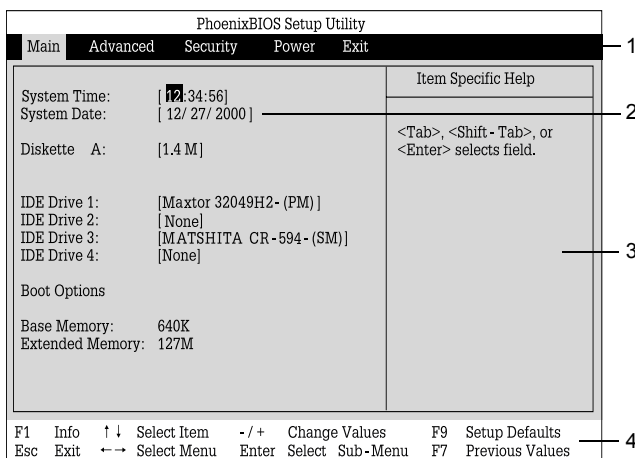 PhoenixBIOS Setup Utility
Main Advanced Security Power Exit
1
Item Specific Help
System Time: [ 12:34:56]
System Date: [ 12/ 27/ 2000 ]
2
<Tab>, <Shift - Tab>, or
<Enter> selects field.
Diskette A: [1.4 M]
IDE Drive 1: [Maxtor 32049H2- (PM) ]
IDE Drive 2: [ None]
IDE Drive 3: [MATSHITA CR - 594 - (SM)]
IDE Drive 4: [None]
3
Boot Options
Base Memory: 640K
Extended Memory: 127M
F1 Info ↑ ↓ Select Item - / + Change Values F9 Setup Defaults
4
Esc Exit ←→ Select Menu Enter Select Sub - Menu F7 Previous Values